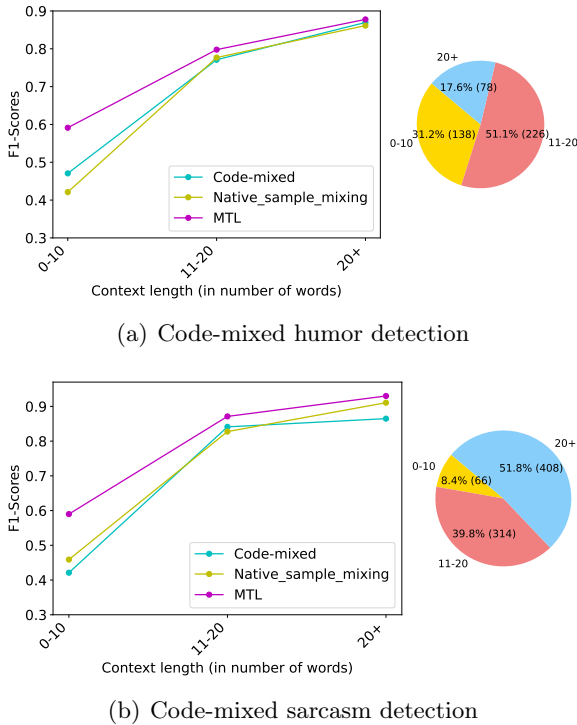 0.9
0.8
0.7
0.6
0.5
0.4
0.3
F1-Scores
Code-mixed
Native_sample_mixing
MTL
0-10
11-20
20+
Context length (in number of words)
20+
17.6% (78)
0-10
31.2% (138)
51.1% (226)
11-20
(a) Code-mixed humor detection
0.9
0.8
0.7
0.6
0.5
0.4
0.3
F1-Scores
Code-mixed
Native_sample_mixing
MTL
0-10
11-20
20+
Context length (in number of words)
20+
51.8% (408)
0-10
8.4% (66)
39.8% (314)
11-20
(b) Code-mixed sarcasm detection